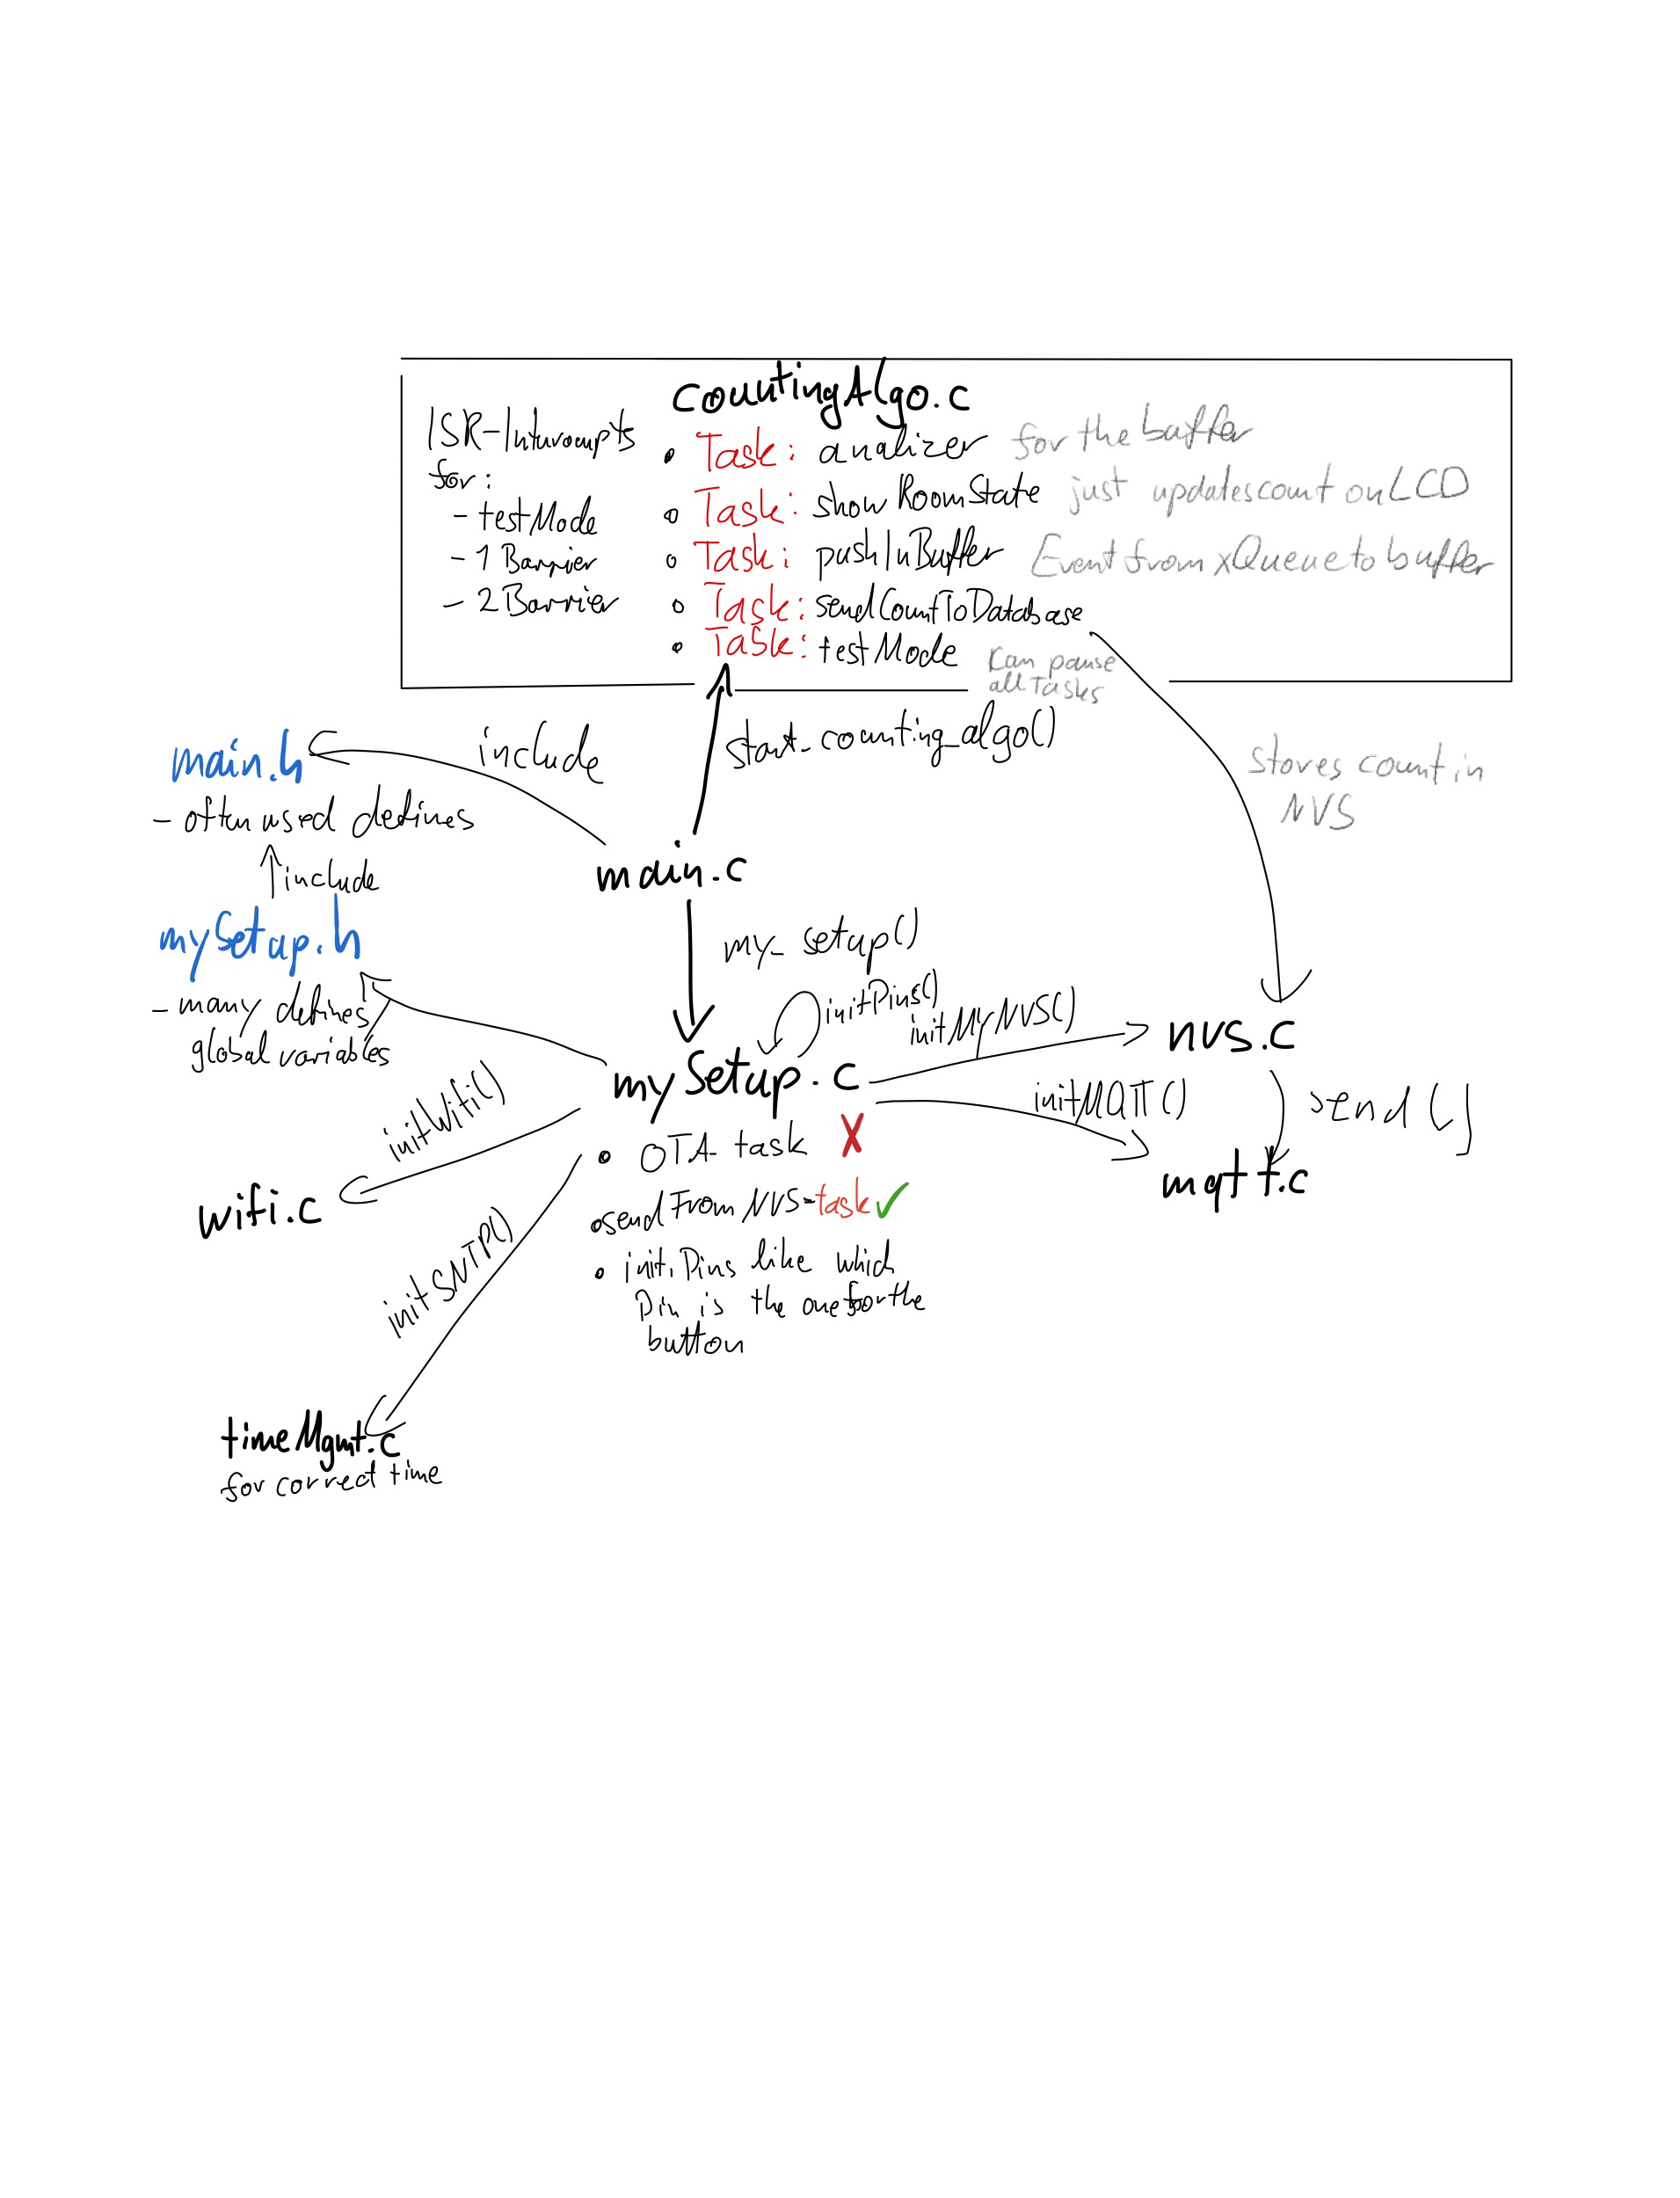 countingAlgo.c
ISR-Interrupts
for:
- testMode
- 1 Barrier
- 2 Barrier
• Task: analizer for the buffer
• Task: showRoomState just updates count on LCD
• Task: pushInBuffer Event from xQueue to buffer
• Task: sendCountToDatabase
• Task: testMode
Can pause
all Tasks
start_counting_algo()
stores count in
NVS
include
main.h
- often used defines
include
main.c
mySetup.h
- many defines
global variables
my_setup()
initPins()
initMyNVS()
nvs.c
mySetup.c
initMQTT()
send()
mqtt.c
initWifi()
wifi.c
• OTA-task X
• sendFromNVS-task ✓
• init. Pins like which
Pin is the one for the
button
initSNTP()
timeMgmt.c
for correct time